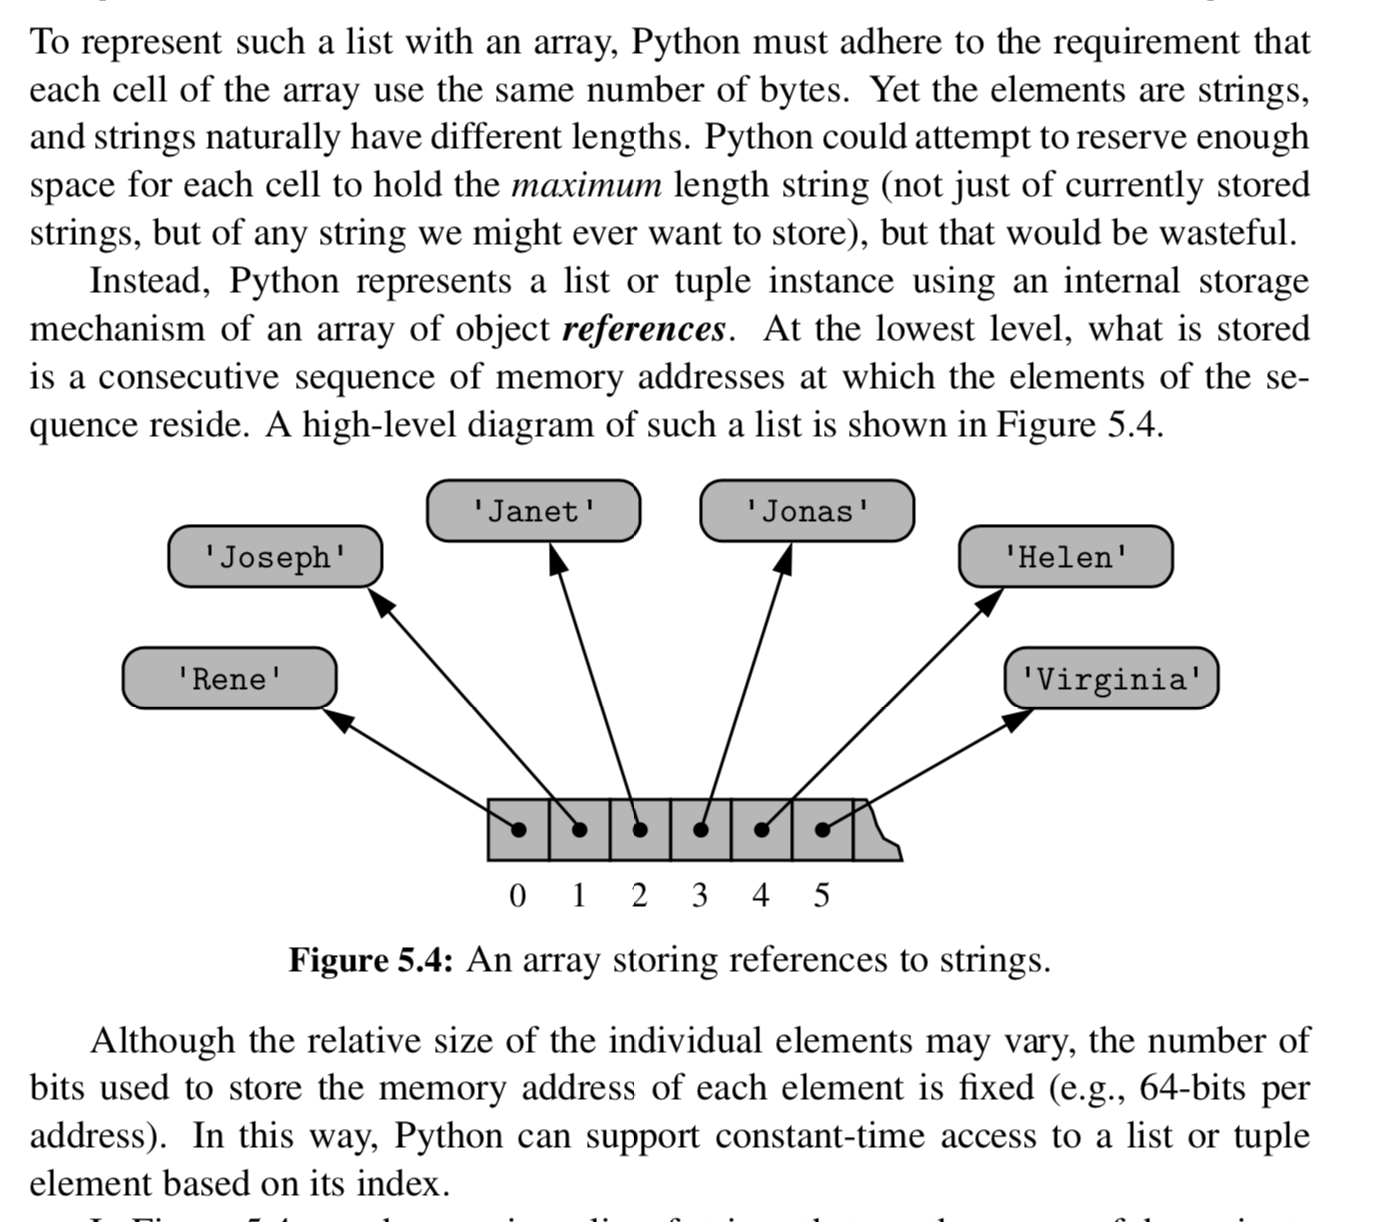 To represent such a list with an array, Python must adhere to the requirement that
each cell of the array use the same number of bytes. Yet the elements are strings,
and strings naturally have different lengths. Python could attempt to reserve enough
space for each cell to hold the maximum length string (not just of currently stored
strings, but of any string we might ever want to store), but that would be wasteful.
Instead, Python represents a list or tuple instance using an internal storage
mechanism of an array of object references. At the lowest level, what is stored
is a consecutive sequence of memory addresses at which the elements of the se-
quence reside. A high-level diagram of such a list is shown in Figure 5.4.
'Janet' 'Jonas'
'Joseph' 'Helen'
'Rene' 'Virginia'
0 1 2 3 4 5
Figure 5.4: An array storing references to strings.
Although the relative size of the individual elements may vary, the number of
bits used to store the memory address of each element is fixed (e.g., 64-bits per
address). In this way, Python can support constant-time access to a list or tuple
element based on its index.